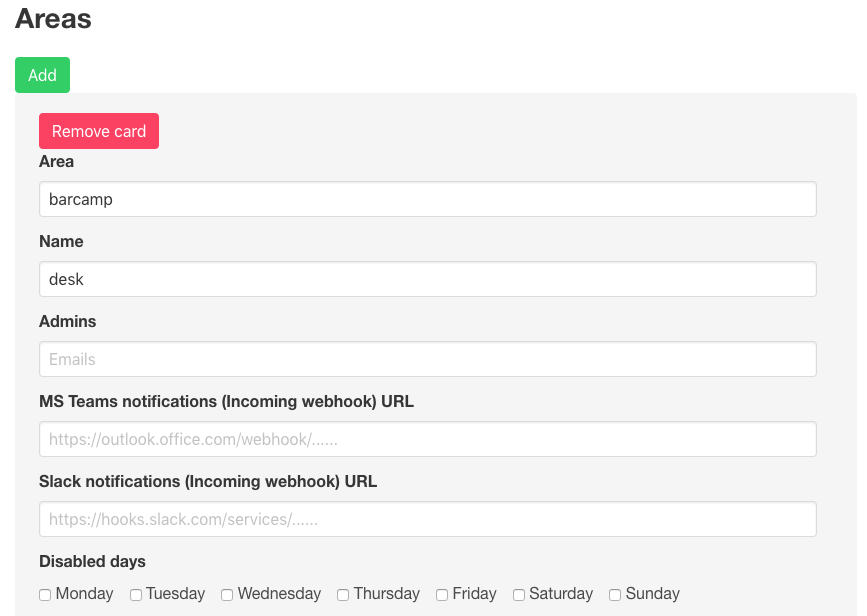 Areas
Add
Remove card
Area
barcamp
Name
desk
Admins
Emails
MS Teams notifications (Incoming webhook) URL
https://outlook.office.com/webhook/......
Slack notifications (Incoming webhook) URL
https://hooks.slack.com/services/......
Disabled days
Monday Tuesday Wednesday Thursday Friday Saturday Sunday